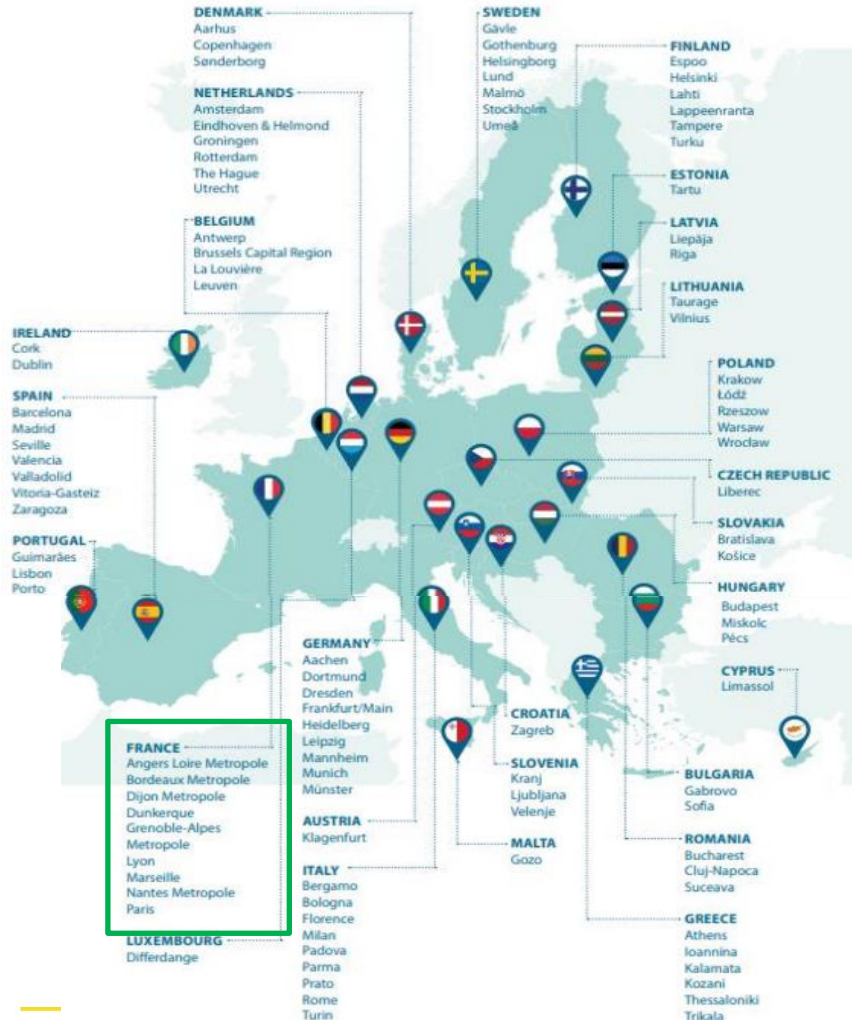 DENMARK
Aarhus
Copenhagen
Sønderborg
NETHERLANDS
Amsterdam
Eindhoven & Helmond
Groningen
Rotterdam
The Hague
Utrecht
BELGIUM
Antwerp
Brussels Capital Region
La Louvière
Leuven
IRELAND
Cork
Dublin
SPAIN
Barcelona
Madrid
Seville
Valencia
Valladolid
Vitoria-Gasteiz
Zaragoza
PORTUGAL
Guimarães
Lisbon
Porto
SWEDEN
Gävle
Gothenburg
Helsingborg
Lund
Malmö
Stockholm
Umeå
FINLAND
Espoo
Helsinki
Lahti
Lappeenranta
Tampere
Turku
ESTONIA
Tartu
LATVIA
Liepāja
Riga
LITHUANIA
Taurage
Vilnius
POLAND
Krakow
Łódź
Rzeszow
Warsaw
Wrocław
CZECH REPUBLIC
Liberec
SLOVAKIA
Bratislava
Košice
HUNGARY
Budapest
Miskolc
Pécs
CYPRUS
Limassol
FRANCE
Angers Loire Metropole
Bordeaux Metropole
Dijon Metropole
Dunkerque
Grenoble-Alpes
Metropole
Lyon
Marseille
Nantes Metropole
Paris
LUXEMBOURG
Differdange
GERMANY
Aachen
Dortmund
Dresden
Frankfurt/Main
Heidelberg
Leipzig
Mannheim
Munich
Münster
AUSTRIA
Klagenfurt
ITALY
Bergamo
Bologna
Florence
Milan
Padova
Parma
Prato
Rome
Turin
CROATIA
Zagreb
SLOVENIA
Kranj
Ljubljana
Velenje
MALTA
Gozo
BULGARIA
Gabrovo
Sofia
ROMANIA
Bucharest
Cluj-Napoca
Suceava
GREECE
Athens
Ioannina
Kalamata
Kozani
Thessaloniki
Trikala